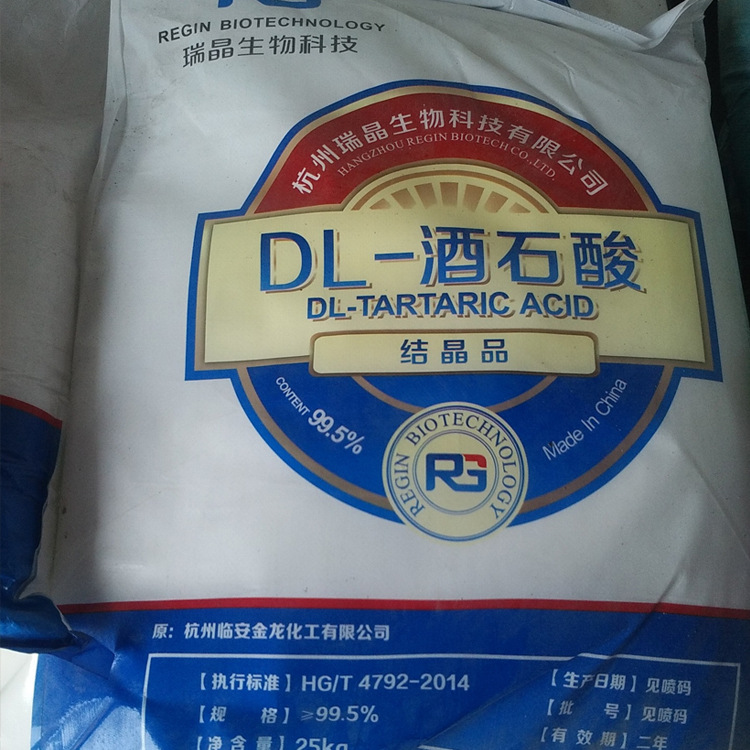 REGIN BIOTECHNOLOGY
瑞晶生物科技
杭州瑞晶生物科技有限公司
HANGZHOU REGIN BIOTECH CO., LTD.
DL-酒石酸
DL-TARTARIC ACID
结晶品
CONTENT 99.5%
Made In China
REGIN BIOTECHNOLOGY
RG
原：杭州临安金龙化工有限公司
【执行标准】HG/T 4792-2014
【规 格】≥99.5%
【净含量】25kg
【生产日期】见喷码
【批 号】见喷码
【有效期】二年